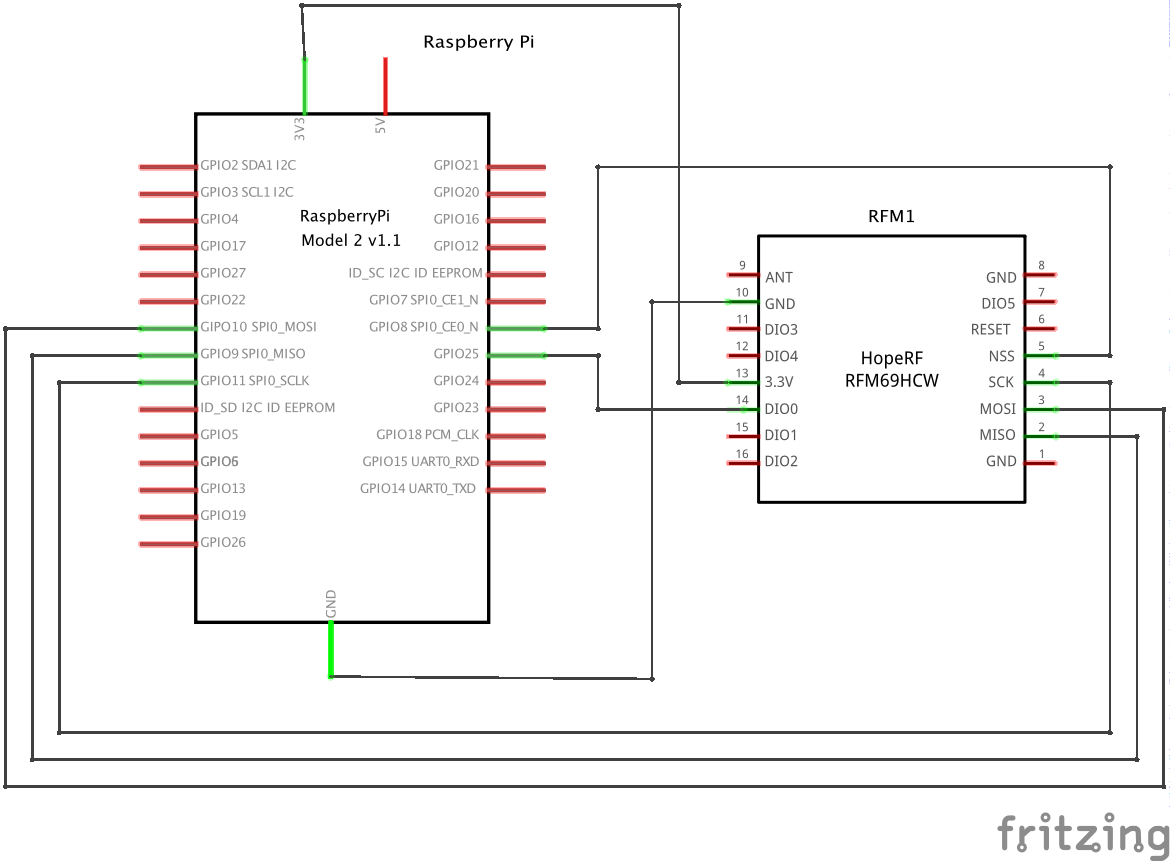 Raspberry Pi
3V3
5V
GPIO2 SDA1 I2C
GPIO3 SCL1 I2C
GPIO4
GPIO17
GPIO27
GPIO22
GIPO10 SPI0_MOSI
GPIO9 SPI0_MISO
GPIO11 SPI0_SCLK
ID_SD I2C ID EEPROM
GPIO5
GPIO6
GPIO13
GPIO19
GPIO26
RaspberryPi
Model 2 v1.1
GPIO21
GPIO20
GPIO16
GPIO12
ID_SC I2C ID EEPROM
GPIO7 SPI0_CE1_N
GPIO8 SPI0_CE0_N
GPIO25
GPIO24
GPIO23
GPIO18 PCM_CLK
GPIO15 UART0_RXD
GPIO14 UART0_TXD
GND
RFM1
9 ANT
10 GND
11 DIO3
12 DIO4
13 3.3V
14 DIO0
15 DIO1
16 DIO2
HopeRF
RFM69HCW
GND 8
DIO5 7
RESET 6
NSS 5
SCK 4
MOSI 3
MISO 2
GND 1
fritzing